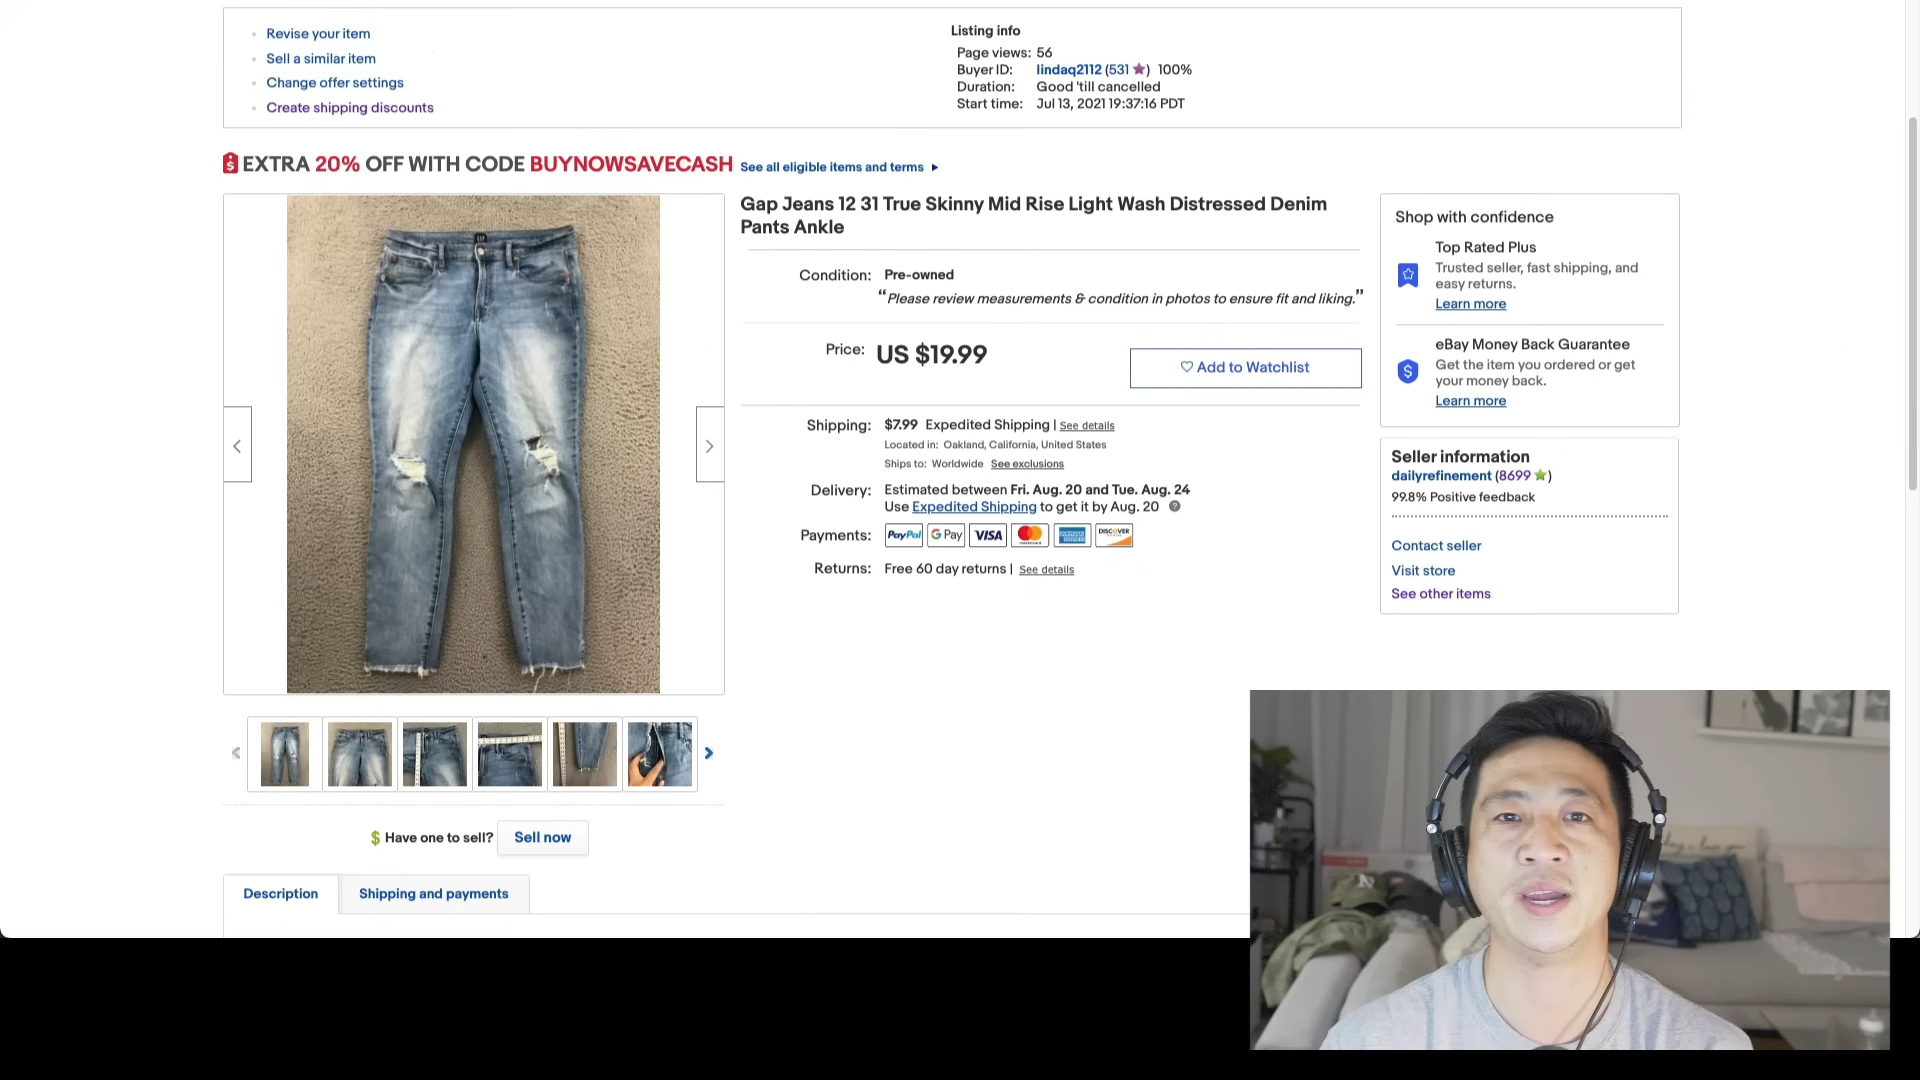 Revise your item
Sell a similar item
Change offer settings
Create shipping discounts
Listing info
Page views: 56
Buyer ID: lindaq2112 (531 ) 100%
Duration: Good 'till cancelled
Start time: Jul 13, 2021 19:37:16 PDT
$ EXTRA 20% OFF WITH CODE BUYNOWSAVECASH See all eligible items and terms
Gap Jeans 12 31 True Skinny Mid Rise Light Wash Distressed Denim
Pants Ankle
Condition: Pre-owned
“Please review measurements & condition in photos to ensure fit and liking.”
Price: US $19.99
Add to Watchlist
Shipping: $7.99 Expedited Shipping | See details
Located in: Oakland, California, United States
Ships to: Worldwide See exclusions
Delivery: Estimated between Fri. Aug. 20 and Tue. Aug. 24
Use Expedited Shipping to get it by Aug. 20 ?
Payments: PayPal G Pay VISA DISCOVER
Returns: Free 60 day returns | See details
Shop with confidence
Top Rated Plus
Trusted seller, fast shipping, and
easy returns.
Learn more
eBay Money Back Guarantee
$ Get the item you ordered or get
your money back.
Learn more
Seller information
dailyrefinement (8699 )
99.8% Positive feedback
Contact seller
Visit store
See other items
$ Have one to sell? Sell now
Description
Shipping and payments